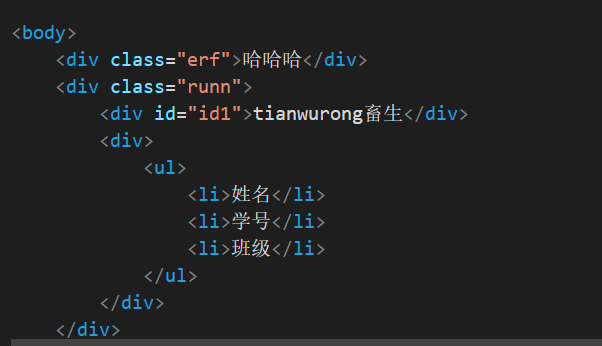 <body>
<div class="erf">哈哈哈</div>
<div class="runn">
<div id="id1">tianwurong畜生</div>
<div>
<ul>
<li>姓名</li>
<li>学号</li>
<li>班级</li>
</ul>
</div>
</div>